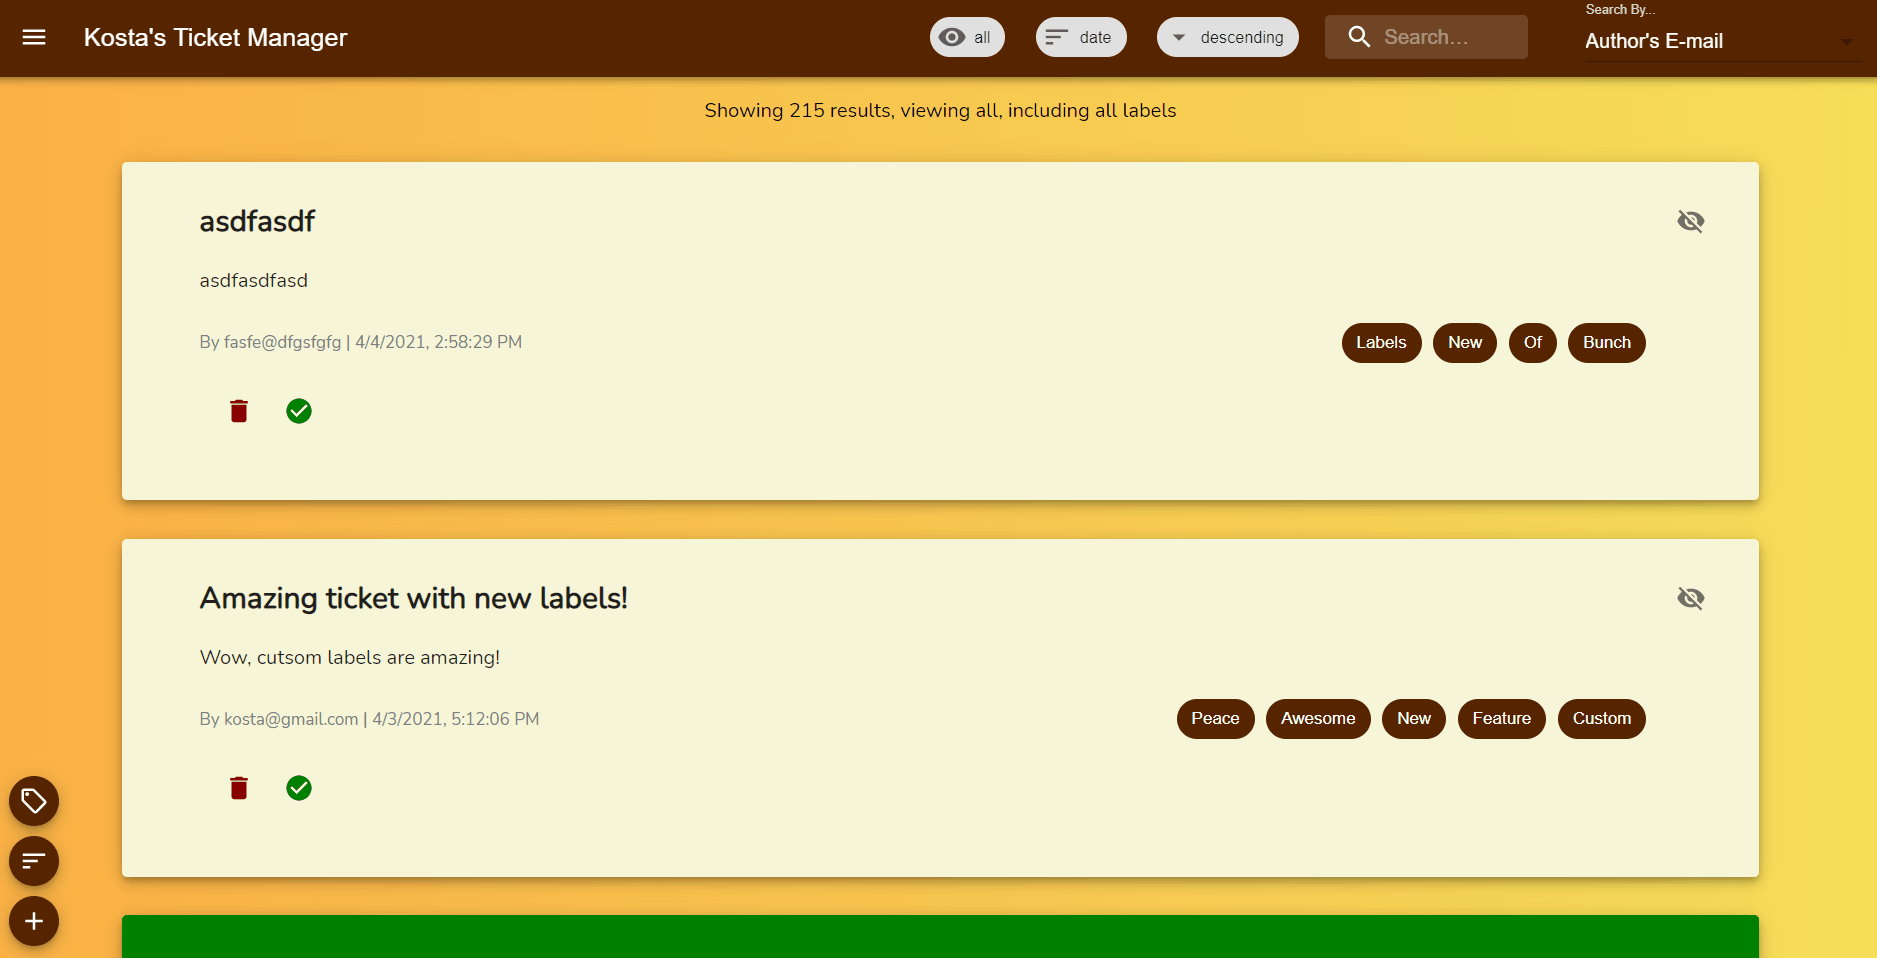 Kosta's Ticket Manager
all
date
descending
Search...
Search By...
Author's E-mail
Showing 215 results, viewing all, including all labels
asdfasdf
asdfasdfasd
By fasfe@dfgsfgfg | 4/4/2021, 2:58:29 PM
Labels New Of Bunch
Amazing ticket with new labels!
Wow, cutsom labels are amazing!
By kosta@gmail.com | 4/3/2021, 5:12:06 PM
Peace Awesome New Feature Custom